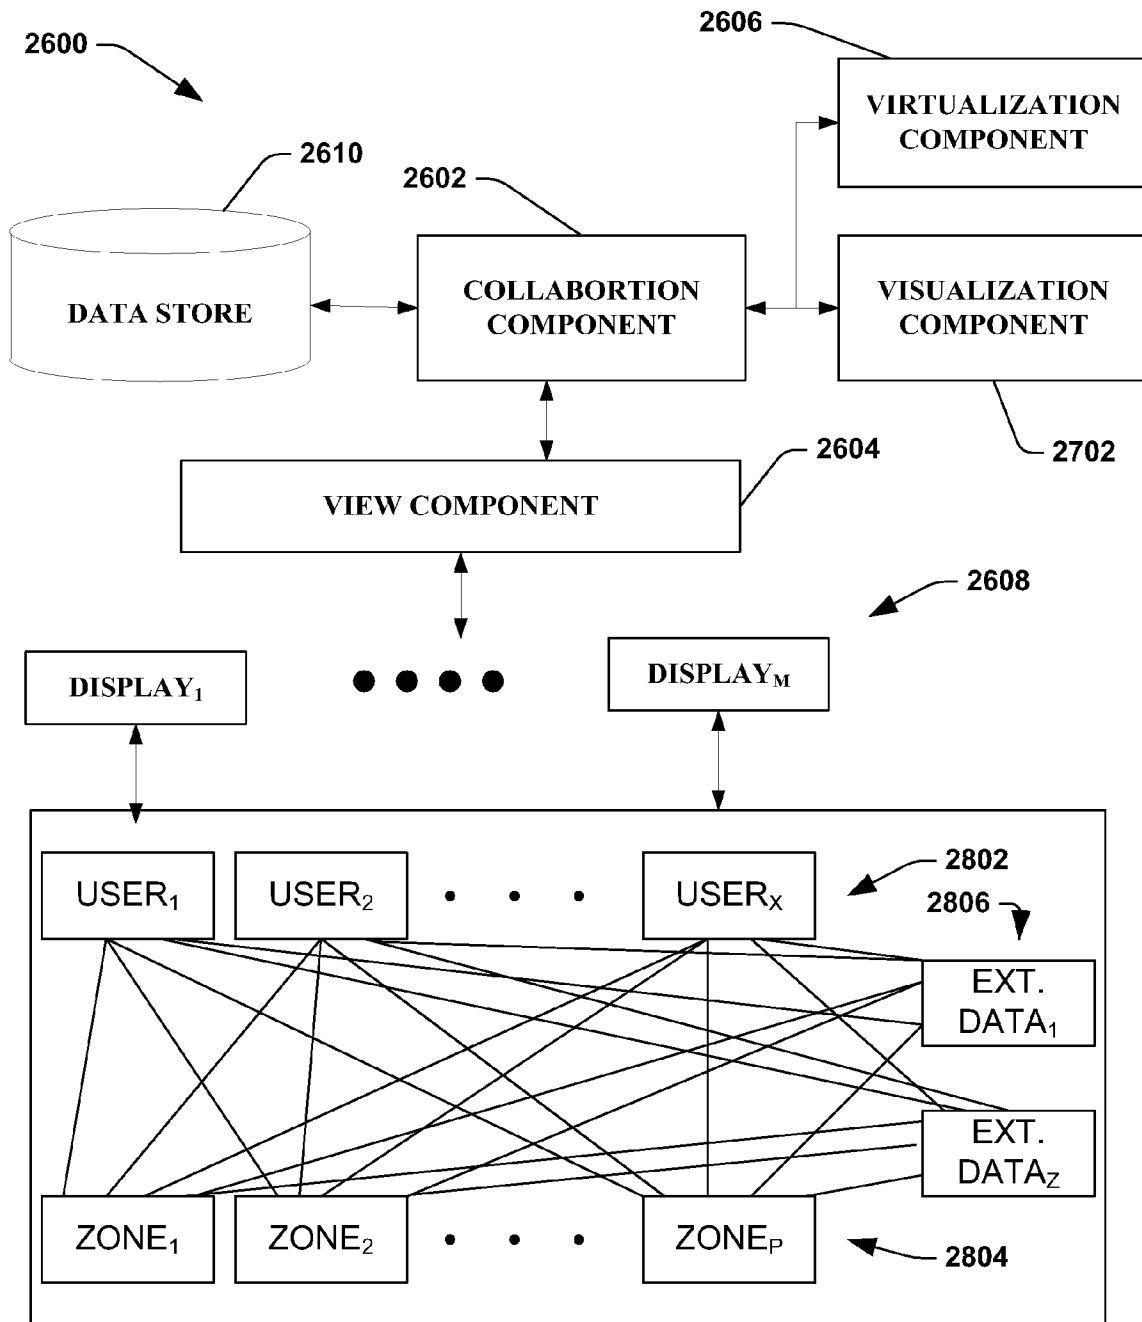 2600
2606
VIRTUALIZATION
COMPONENT
2610
2602
DATA STORE
COLLABORTION
COMPONENT
VISUALIZATION
COMPONENT
2702
2604
VIEW COMPONENT
2608
DISPLAY1
DISPLAYM
USER1
USER2
USERX
2802
2806
EXT.
DATA1
EXT.
DATAZ
ZONE1
ZONE2
ZONEP
2804